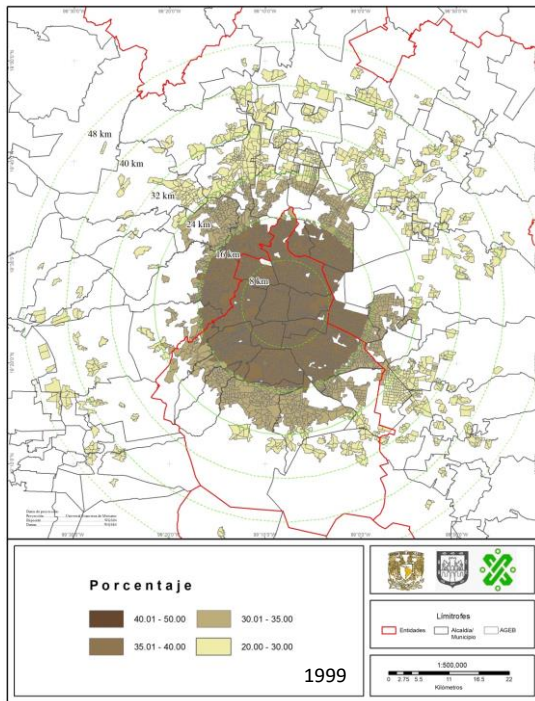 48 km
40 km
32 km
24 km
16 km
8 km
Porcentaje
40.01 - 50.00
30.01 - 35.00
35.01 - 40.00
20.00 - 30.00
1999
Límitrofes
Entidades
Alcaldía/
Municipio
AGEB
1:500,000
0 2.75 5.5 11 16.5 22
Kilómetros